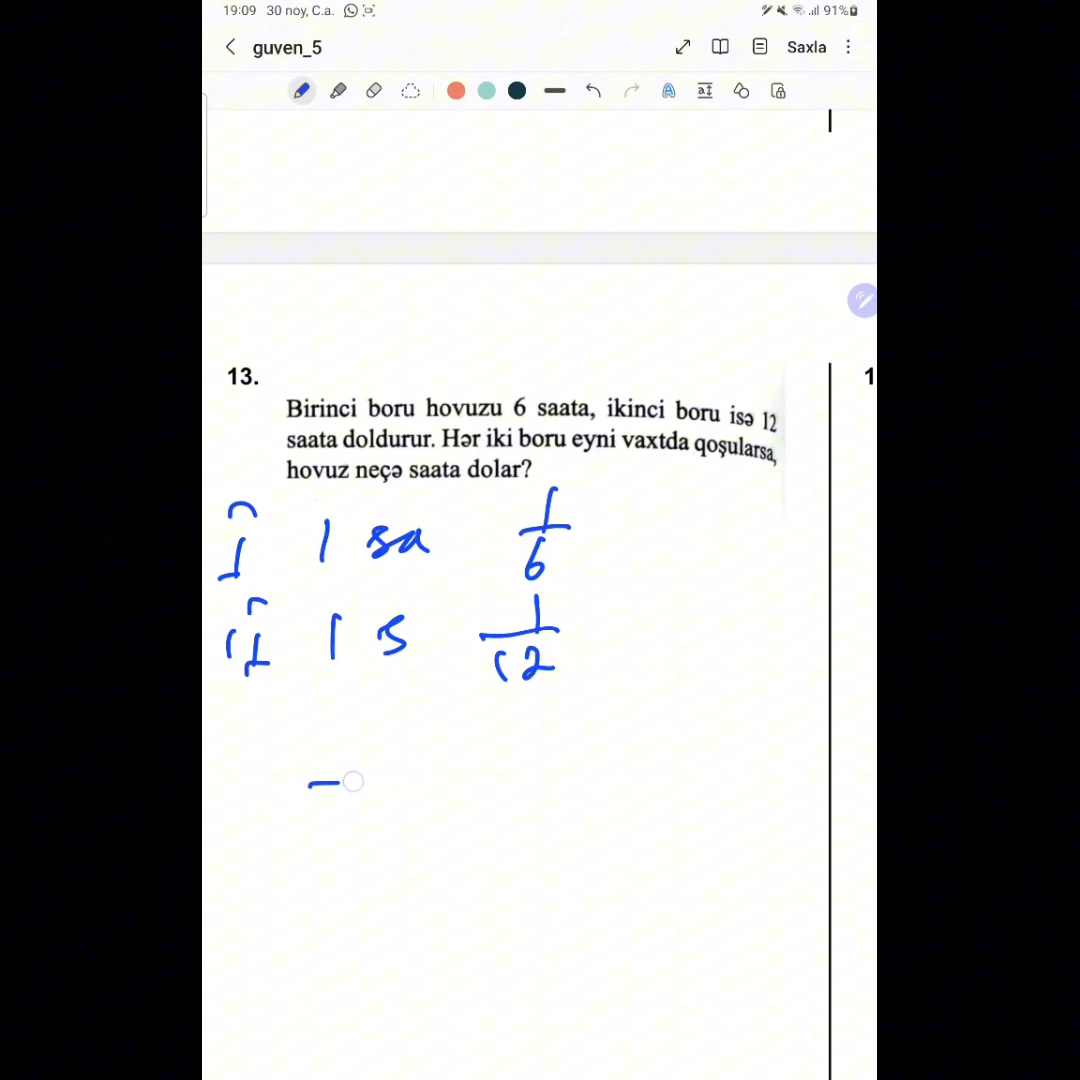 19:09 30 noy, C.a. 91%
guven_5 Saxla
13.
Birinci boru hovuzu 6 saata, ikinci boru isə 12
saata doldurur. Hər iki boru eyni vaxtda qoşularsa,
hovuz neçə saata dolar?
I 1 sa 1/6
II 1 s 1/12
1